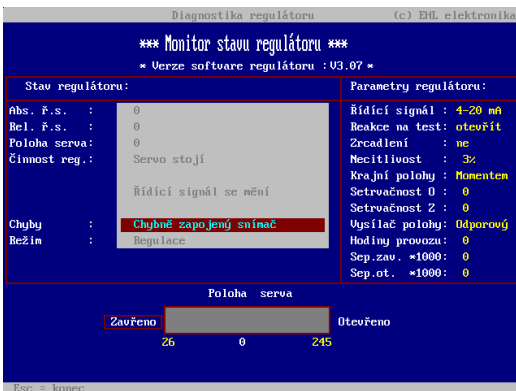 Diagnostika regulátoru (c) EHL elektronika
*** Monitor stavu regulátoru ***
* Verze software regulátoru :V3.07 *
Stav regulátoru:
Abs. ř.s. : 0
Rel. ř.s. : 0
Poloha serva: 0
Činnost reg.: Servo stojí
Řídící signál se mění
Chyby : Chybně zapojený snímač
Režim : Regulace
Parametry regulátoru:
Řídící signál : 4-20 mA
Reakce na test: otevřít
Zrcadlení : ne
Necitlivost : 3%
Krajní polohy : Momentem
Setrvačnost O : 0
Setrvačnost Z : 0
Vysílač polohy: Odporový
Hodiny provozu: 0
Sep.zav. *1000: 0
Sep.ot. *1000: 0
Poloha serva
Zavřeno Otevřeno
26 0 245
Esc = konec